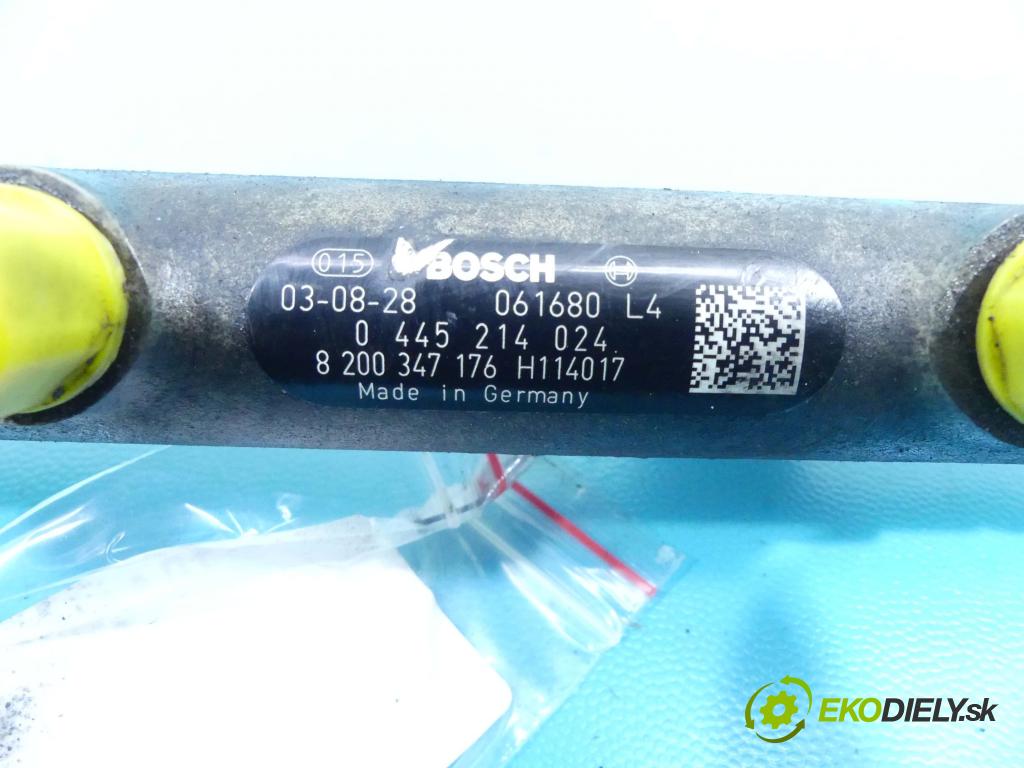 015 BOSCH
03-08-28 061680 L4
0 445 214 024
8 200 347 176 H114017
Made in Germany
EKODIELY.sk